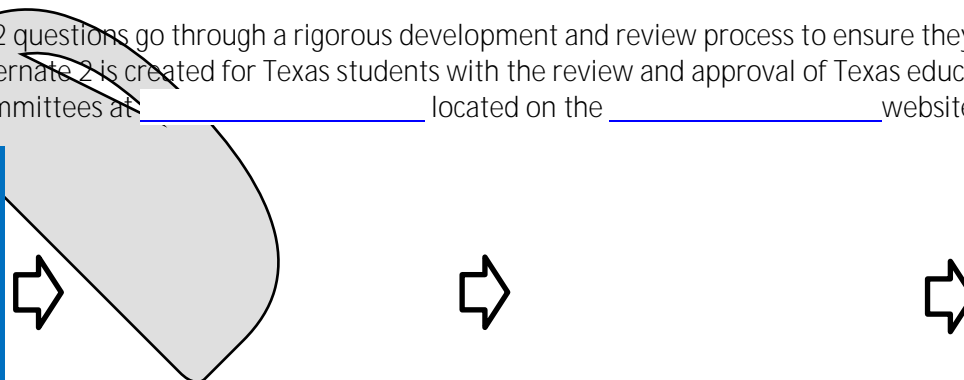 2 questions go through a rigorous development and review process to ensure they
ernate 2 is created for Texas students with the review and approval of Texas educ
mmittees at located on the website